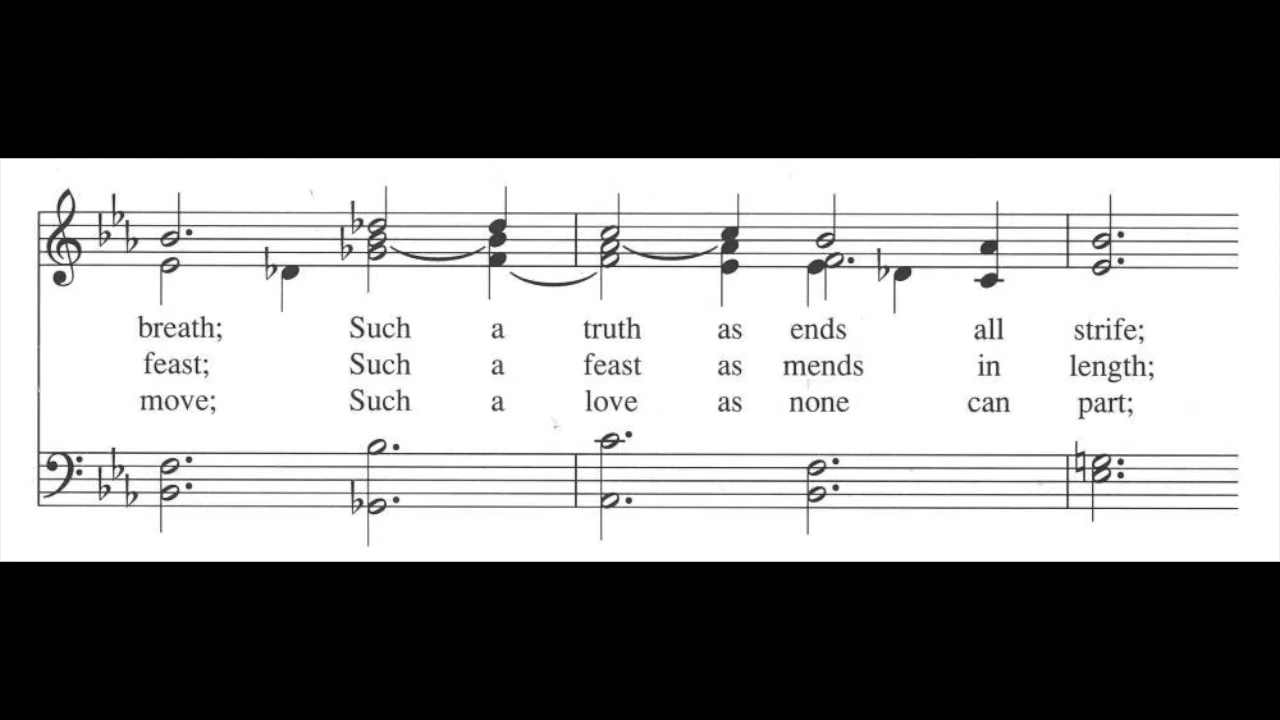 breath; Such a truth as ends all strife;
feast; Such a feast as mends in length;
move; Such a love as none can part;